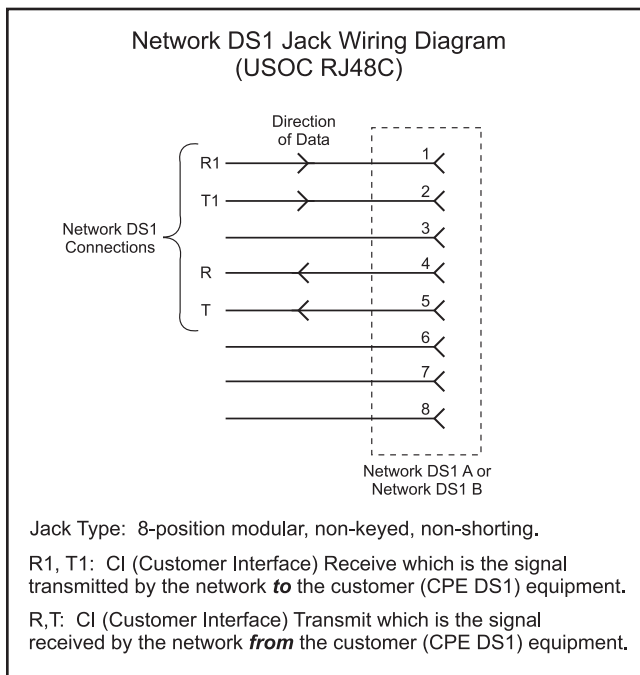 Network DS1 Jack Wiring Diagram
(USOC RJ48C)
Direction
of Data
R1
1
T1
2
3
Network DS1
Connections
R
4
T
5
6
7
8
Network DS1 A or
Network DS1 B
Jack Type: 8-position modular, non-keyed, non-shorting.
R1, T1: CI (Customer Interface) Receive which is the signal
transmitted by the network to the customer (CPE DS1) equipment.
R,T: CI (Customer Interface) Transmit which is the signal
received by the network from the customer (CPE DS1) equipment.